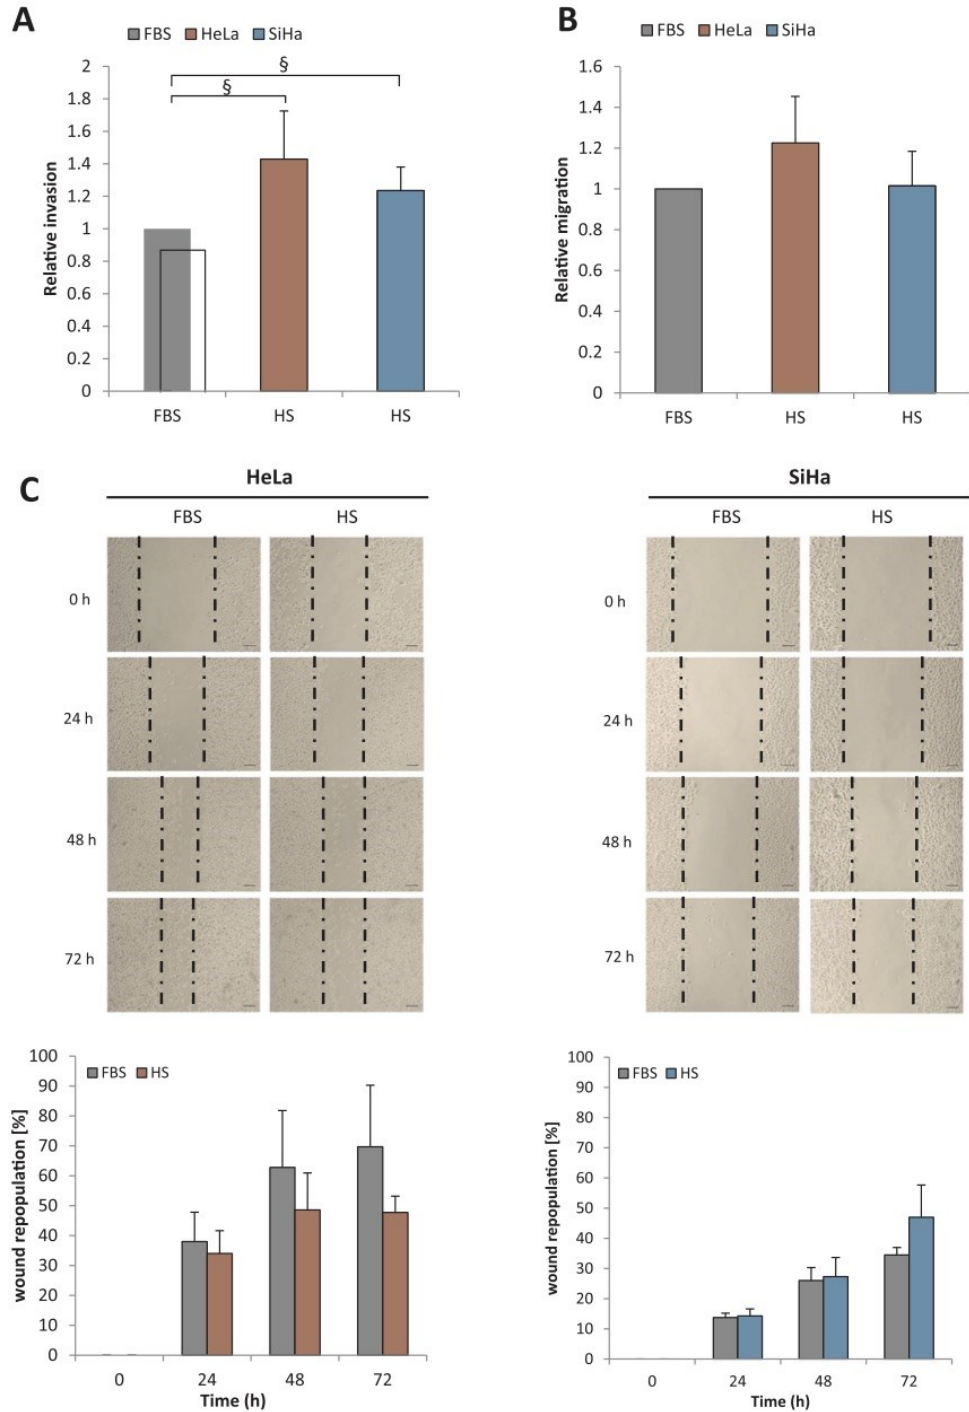 A
FBS HeLa SiHa
2
1.8
1.6
1.4
1.2
1
0.8
0.6
0.4
0.2
0
Relative invasion
§
§
FBS HS HS
B
FBS HeLa SiHa
1.6
1.4
1.2
1
0.8
0.6
0.4
0.2
0
Relative migration
FBS HS HS
C
HeLa
FBS HS
0 h
24 h
48 h
72 h
SiHa
FBS HS
0 h
24 h
48 h
72 h
100
90
80
70
60
50
40
30
20
10
0
wound repopulation [%]
FBS HS
0 24 48 72
Time (h)
100
90
80
70
60
50
40
30
20
10
0
wound repopulation [%]
FBS HS
0 24 48 72
Time (h)